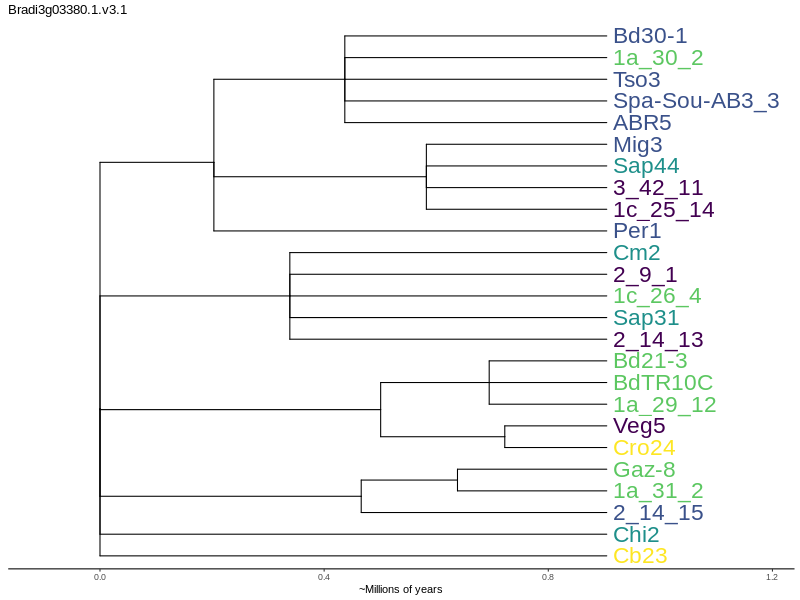 Bradi3g03380.1.v3.1
Bd30-1
1a_30_2
Tso3
Spa-Sou-AB3_3
ABR5
Mig3
Sap44
3_42_11
1c_25_14
Per1
Cm2
2_9_1
1c_26_4
Sap31
2_14_13
Bd21-3
BdTR10C
1a_29_12
Veg5
Cro24
Gaz-8
1a_31_2
2_14_15
Chi2
Cb23
0.0 0.4 0.8 1.2
~Millions of years